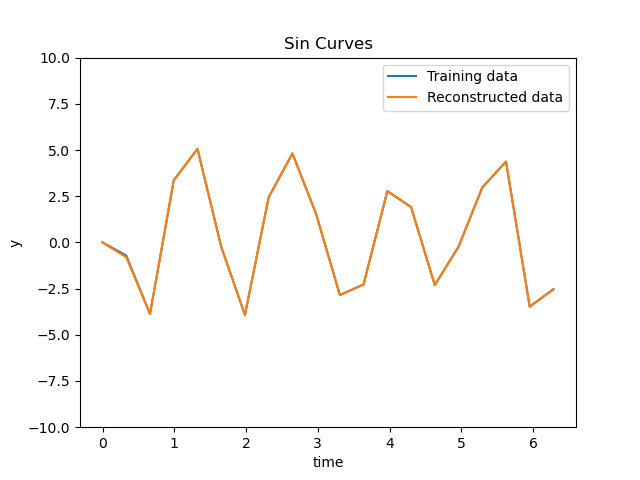 Sin Curves
Training data
Reconstructed data
10.0
7.5
5.0
2.5
0.0
−2.5
−5.0
−7.5
−10.0
y
0 1 2 3 4 5 6
time